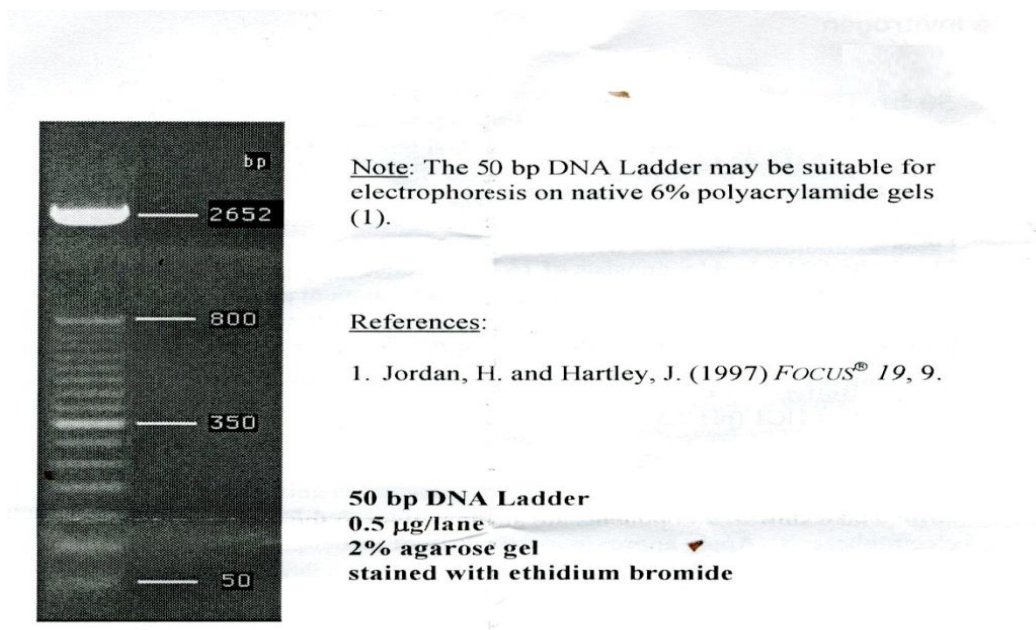 bp
2652
800
350
50
Note: The 50 bp DNA Ladder may be suitable for
electrophoresis on native 6% polyacrylamide gels
(1).
References:
1. Jordan, H. and Hartley, J. (1997) FOCUS® 19, 9.
50 bp DNA Ladder
0.5 µg/lane
2% agarose gel
stained with ethidium bromide